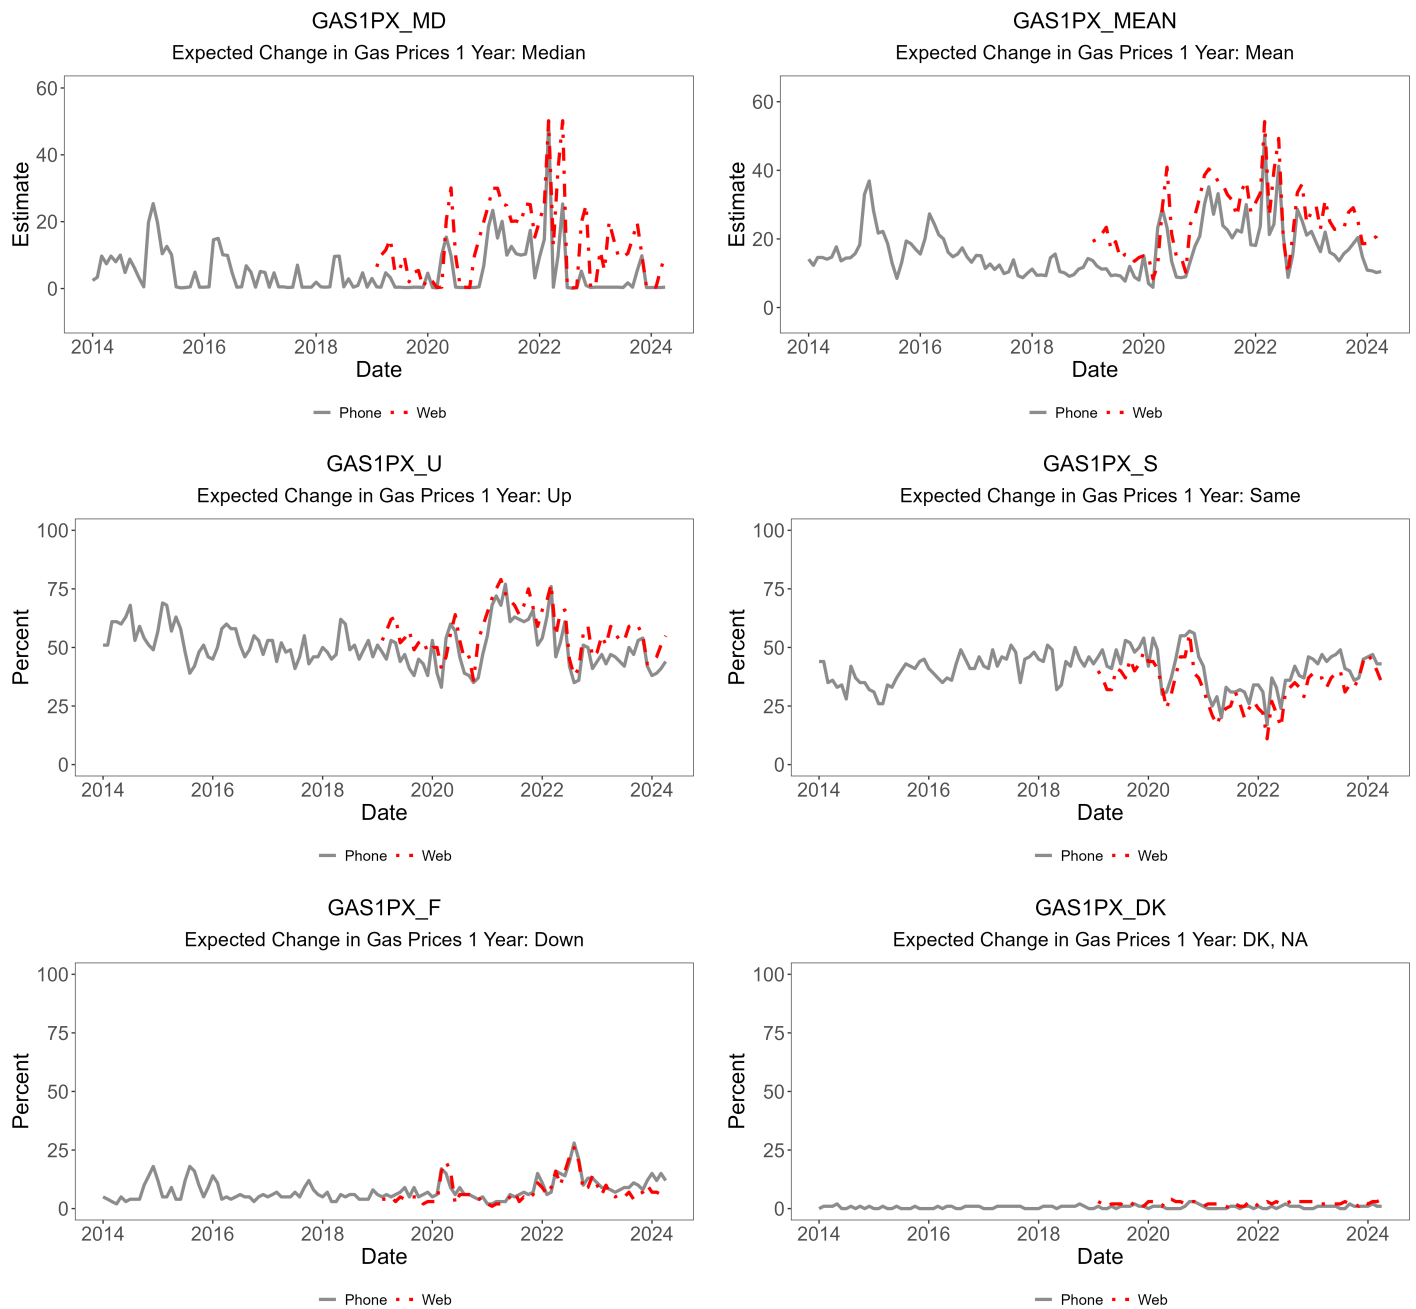 GAS1PX_MD
Expected Change in Gas Prices 1 Year: Median
60
40
20
0
Estimate
2014 2016 2018 2020 2022 2024
Date
Phone Web
GAS1PX_MEAN
Expected Change in Gas Prices 1 Year: Mean
60
40
20
0
Estimate
2014 2016 2018 2020 2022 2024
Date
Phone Web
GAS1PX_U
Expected Change in Gas Prices 1 Year: Up
100
75
50
25
0
Percent
2014 2016 2018 2020 2022 2024
Date
Phone Web
GAS1PX_S
Expected Change in Gas Prices 1 Year: Same
100
75
50
25
0
Percent
2014 2016 2018 2020 2022 2024
Date
Phone Web
GAS1PX_F
Expected Change in Gas Prices 1 Year: Down
100
75
50
25
0
Percent
2014 2016 2018 2020 2022 2024
Date
Phone Web
GAS1PX_DK
Expected Change in Gas Prices 1 Year: DK, NA
100
75
50
25
0
Percent
2014 2016 2018 2020 2022 2024
Date
Phone Web